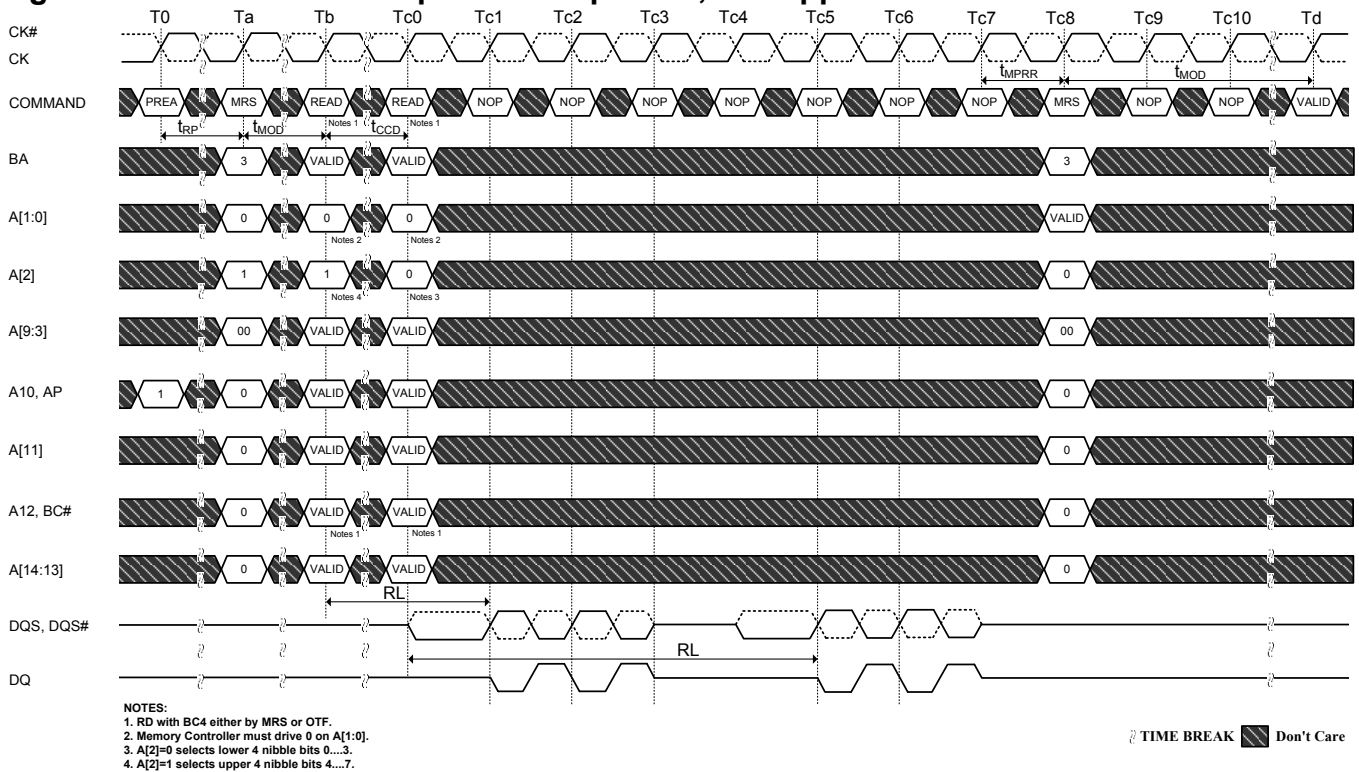 T0 Ta Tb Tc0 Tc1 Tc2 Tc3 Tc4 Tc5 Tc6 Tc7 Tc8 Tc9 Tc10 Td
CK#
CK
tMPRR tMOD
COMMAND PREA MRS READ READ NOP NOP NOP NOP NOP NOP NOP MRS NOP NOP VALID
Notes 1 Notes 1
tRP tMOD tCCD
BA 3 VALID VALID 3
A[1:0] 0 0 0 VALID
Notes 2 Notes 2
A[2] 1 1 0 0
Notes 4 Notes 3
A[9:3] 00 VALID VALID 00
A10, AP 1 0 VALID VALID 0
A[11] 0 VALID VALID 0
A12, BC# 0 VALID VALID 0
Notes 1 Notes 1
A[14:13] 0 VALID VALID 0
RL
DQS, DQS#
RL
DQ
NOTES:
1. RD with BC4 either by MRS or OTF.
2. Memory Controller must drive 0 on A[1:0].
3. A[2]=0 selects lower 4 nibble bits 0....3.
4. A[2]=1 selects upper 4 nibble bits 4....7.
TIME BREAK Don't Care